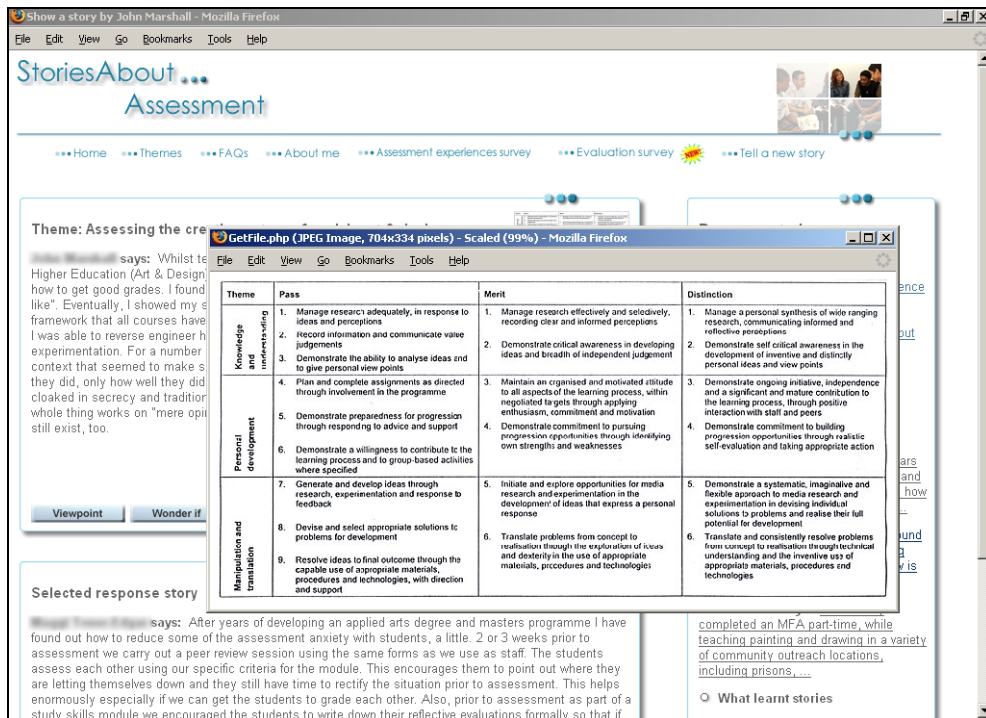 Show a story by John Marshall - Mozilla Firefox
File Edit View Go Bookmarks Tools Help
StoriesAbout ...
Assessment
Home Themes FAQs About me Assessment experiences survey Evaluation survey NEW! Tell a new story
Theme: Assessing the cre
says: Whilst te
Higher Education (Art & Design)
how to get good grades. I found
like". Eventually, I showed my s
framework that all courses have
I was able to reverse engineer h
experimentation. For a number
context that seemed to make s
they did, only how well they did
cloaked in secrecy and tradition
whole thing works on "mere opi
still exist, too.
Viewpoint Wonder if
GetFile.php (JPEG Image, 704x334 pixels) - Scaled (99%) - Mozilla Firefox
File Edit View Go Bookmarks Tools Help
Theme Pass Merit Distinction
Knowledge and understanding
1. Manage research adequately, in response to
ideas and perceptions
2. Record information and communicate value
judgements
3. Demonstrate the ability to analyse ideas and
to give personal view points
1. Manage research effectively and selectively,
recording clear and informed perceptions
2. Demonstrate critical awareness in developing
ideas and breadth of independent judgement
1. Manage a personal synthesis of wide ranging
research, communicating informed and
reflective perceptions
2. Demonstrate self critical awareness in the
development of inventive and distinctly
personal ideas and view points
Personal development
4. Plan and complete assignments as directed
through involvement in the programme
5. Demonstrate preparedness for progression
through responding to advice and support
6. Demonstrate a willingness to contribute to the
learning process and to group-based activities
where specified
3. Maintain an organised and motivated attitude
to all aspects of the learning process, within
negotiated targets through applying
enthusiasm, commitment and motivation
4. Demonstrate commitment to pursuing
progression opportunities through identifying
own strengths and weaknesses
3. Demonstrate ongoing initiative, independence
and a significant and mature contribution to
the learning process, through positive
interaction with staff and peers
4. Demonstrate commitment to building
progression opportunities through realistic
self-evaluation and taking appropriate action
Manipulation and translation
7. Generate and develop ideas through
research, experimentation and response to
feedback
8. Devise and select appropriate solutions to
problems for development
9. Resolve ideas to final outcome through the
capable use of appropriate materials,
procedures and technologies, with direction
and support
5. Initiate and explore opportunities for media
research and experimentation in the
development of ideas that express a personal
response
6. Translate problems from concept to
realisation through the exploration of ideas
and dexterity in the use of appropriate
materials, procedures and technologies
5. Demonstrate a systematic, imaginative and
flexible approach to media research and
experimentation in devising individual
solutions to problems and realise their full
potential for development
6. Translate and consistently resolve problems
from concept to realisation through technical
understanding and the inventive use of
appropriate materials, procedures and
technologies
ence
out
ars
and
how
...
und
g
w is
completed an MFA part-time, while
teaching painting and drawing in a variety
of community outreach locations,
including prisons, ...
What learnt stories
Selected response story
says: After years of developing an applied arts degree and masters programme I have
found out how to reduce some of the assessment anxiety with students, a little. 2 or 3 weeks prior to
assessment we carry out a peer review session using the same forms as we use as staff. The students
assess each other using our specific criteria for the module. This encourages them to point out where they
are letting themselves down and they still have time to rectify the situation prior to assessment. This helps
enormously especially if we can get the students to grade each other. Also, prior to assessment as part of a
study skills module we encouraged the students to write down their reflective evaluations formally so that if